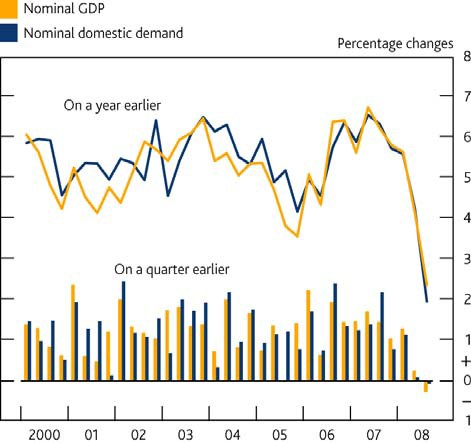 Nominal GDP
Nominal domestic demand
Percentage changes
8
On a year earlier
7
6
5
4
3
On a quarter earlier
2
1
+
0
–
1
2000 01 02 03 04 05 06 07 08